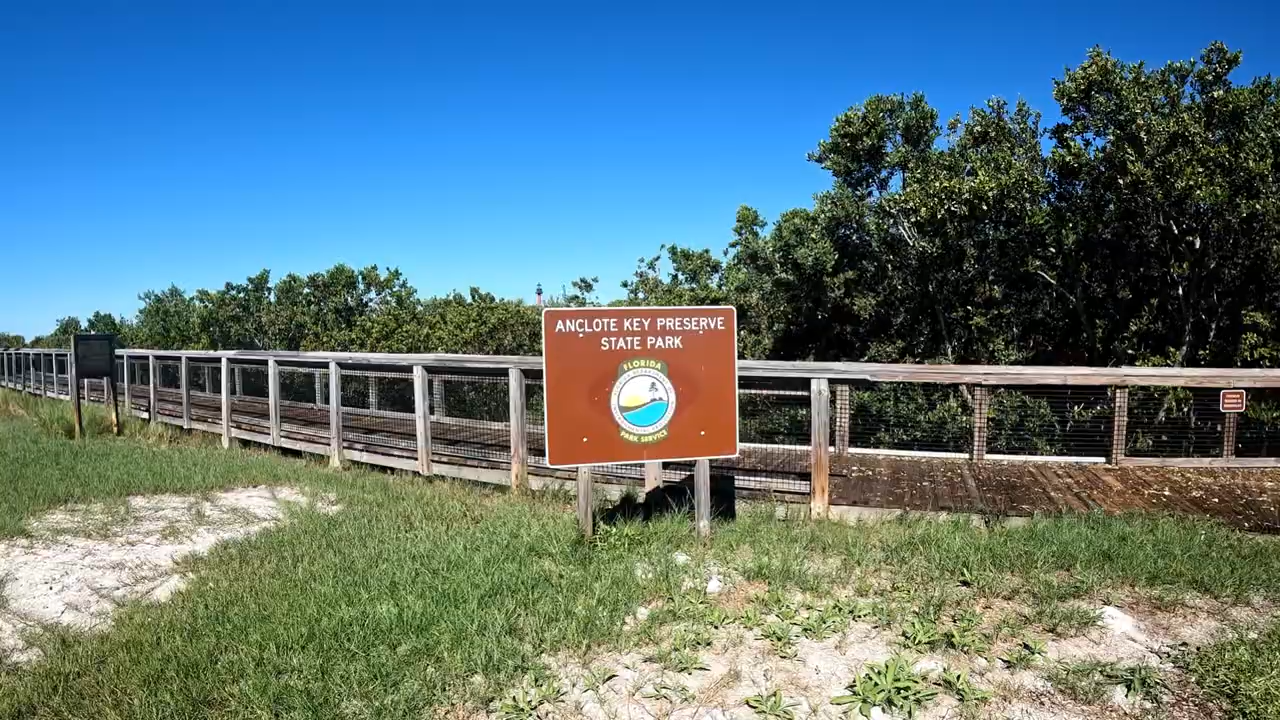 ANCLOTE KEY PRESERVE
STATE PARK
FLORIDA
PARK SERVICE